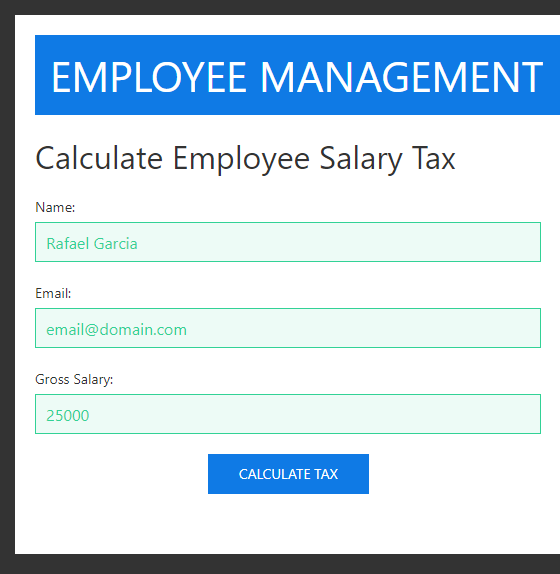 EMPLOYEE MANAGEMENT
Calculate Employee Salary Tax
Name:
Rafael Garcia
Email:
email@domain.com
Gross Salary:
25000
CALCULATE TAX